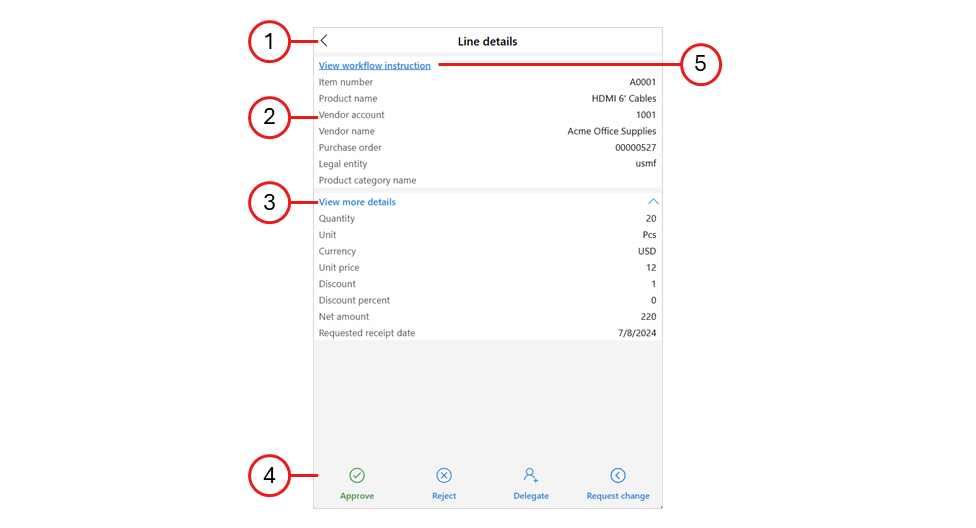 1
Line details
View workflow instruction
5
Item number A0001
Product name HDMI 6' Cables
2
Vendor account 1001
Vendor name Acme Office Supplies
Purchase order 00000527
Legal entity usmf
Product category name
3
View more details
Quantity 20
Unit Pcs
Currency USD
Unit price 12
Discount 1
Discount percent 0
Net amount 220
Requested receipt date 7/8/2024
4
Approve Reject Delegate Request change